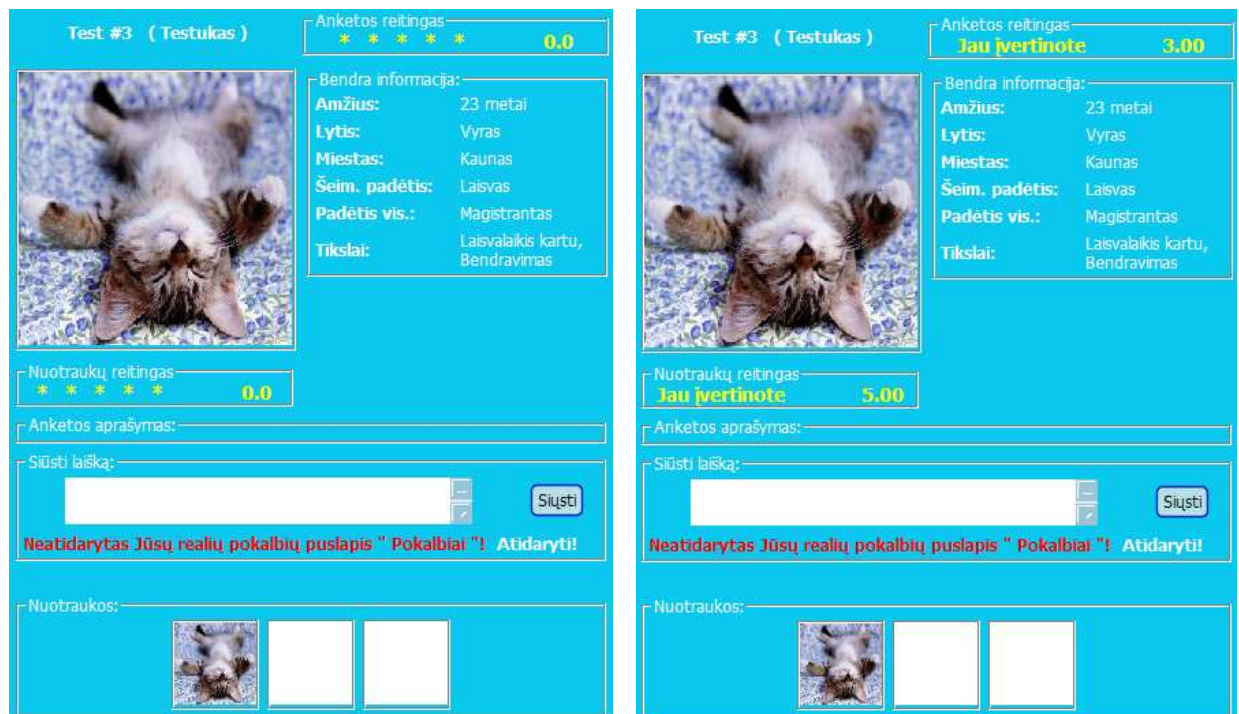 Test #3 ( Testukas )
Anketos reitingas
* * * * * 0.0
Bendra informacija:
Amžius: 23 metai
Lytis: Vyras
Miestas: Kaunas
Šeim. padėtis: Laisvas
Padėtis vis.: Magistrantas
Tikslai: Laisvalaikis kartu,
Bendravimas
Nuotraukų reitingas
* * * * * 0.0
Anketos aprašymas:
Siūsti laišką:
Siųsti
Neatidarytas Jūsų realių pokalbių puslapis " Pokalbiai "! Atidaryti!
Nuotraukos:
Test #3 ( Testukas )
Anketos reitingas
Jau įvertinote 3.00
Bendra informacija:
Amžius: 23 metai
Lytis: Vyras
Miestas: Kaunas
Šeim. padėtis: Laisvas
Padėtis vis.: Magistrantas
Tikslai: Laisvalaikis kartu,
Bendravimas
Nuotraukų reitingas
Jau įvertinote 5.00
Anketos aprašymas:
Siūsti laišką:
Siųsti
Neatidarytas Jūsų realių pokalbių puslapis " Pokalbiai "! Atidaryti!
Nuotraukos: